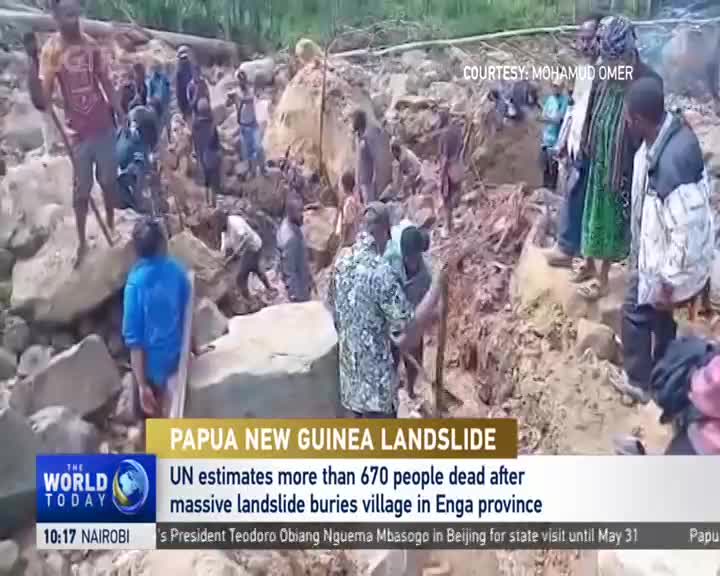 COURTESY: MOHAMUD OMER
PAPUA NEW GUINEA LANDSLIDE
THE
WORLD
TODAY
UN estimates more than 670 people dead after
massive landslide buries village in Enga province
10:17 NAIROBI
's President Teodoro Obiang Nguema Mbasogo in Beijing for state visit until May 31 Papu